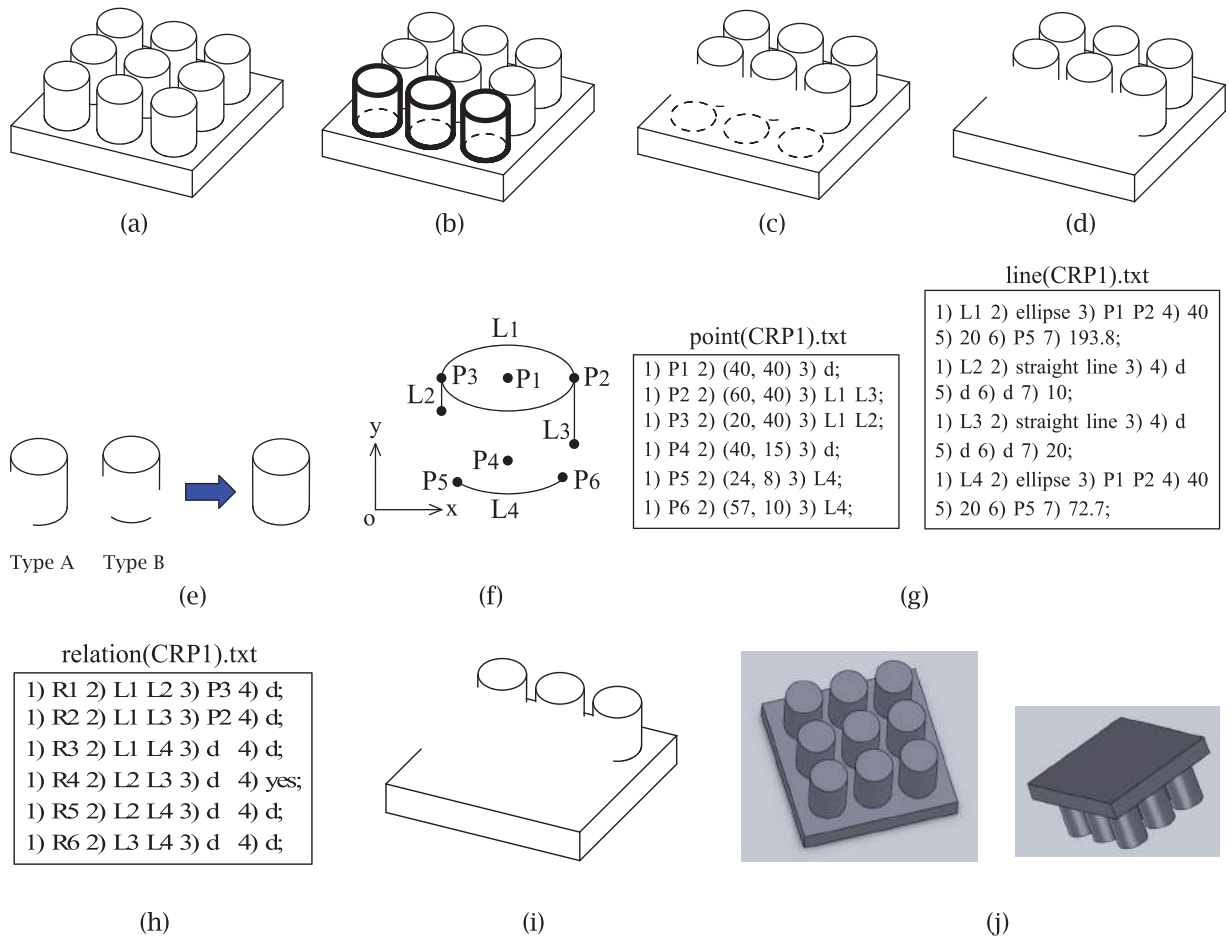 (a)
(b)
(c)
(d)
Type A
Type B
(e)
L1
P3
P1
P2
L2
L3
y
P4
P5
P6
o
x
L4
(f)
point(CRP1).txt
1) P1 2) (40, 40) 3) d;
1) P2 2) (60, 40) 3) L1 L3;
1) P3 2) (20, 40) 3) L1 L2;
1) P4 2) (40, 15) 3) d;
1) P5 2) (24, 8) 3) L4;
1) P6 2) (57, 10) 3) L4;
line(CRP1).txt
1) L1 2) ellipse 3) P1 P2 4) 40
5) 20 6) P5 7) 193.8;
1) L2 2) straight line 3) 4) d
5) d 6) d 7) 10;
1) L3 2) straight line 3) 4) d
5) d 6) d 7) 20;
1) L4 2) ellipse 3) P1 P2 4) 40
5) 20 6) P5 7) 72.7;
(g)
relation(CRP1).txt
1) R1 2) L1 L2 3) P3 4) d;
1) R2 2) L1 L3 3) P2 4) d;
1) R3 2) L1 L4 3) d 4) d;
1) R4 2) L2 L3 3) d 4) yes;
1) R5 2) L2 L4 3) d 4) d;
1) R6 2) L3 L4 3) d 4) d;
(h)
(i)
(j)